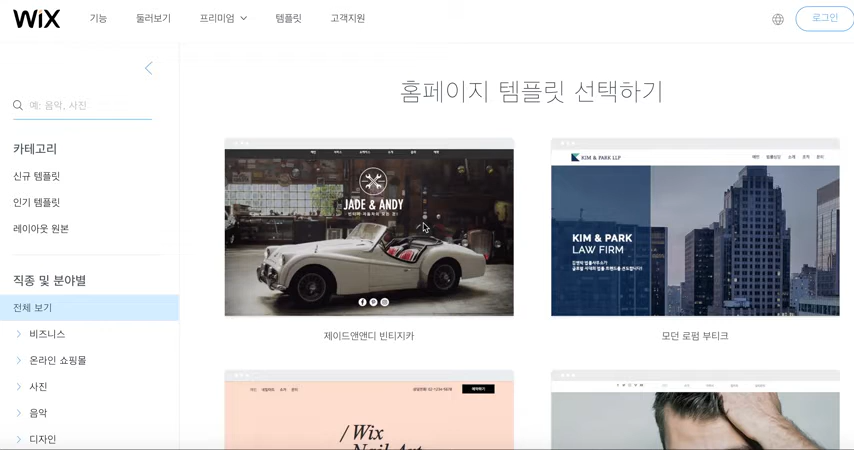 WiX
기능
둘러보기
프리미엄
템플릿
고객지원
로그인
예: 음악, 사진
카테고리
신규 템플릿
인기 템플릿
레이아웃 원본
직종 및 분야별
전체 보기
비즈니스
온라인 쇼핑몰
사진
음악
디자인
홈페이지 템플릿 선택하기
JADE & ANDY
제이드앤앤디 빈티지카
KIM & PARK LLP
KIM & PARK
LAW FIRM
모던 로펌 부티크
/ Wix